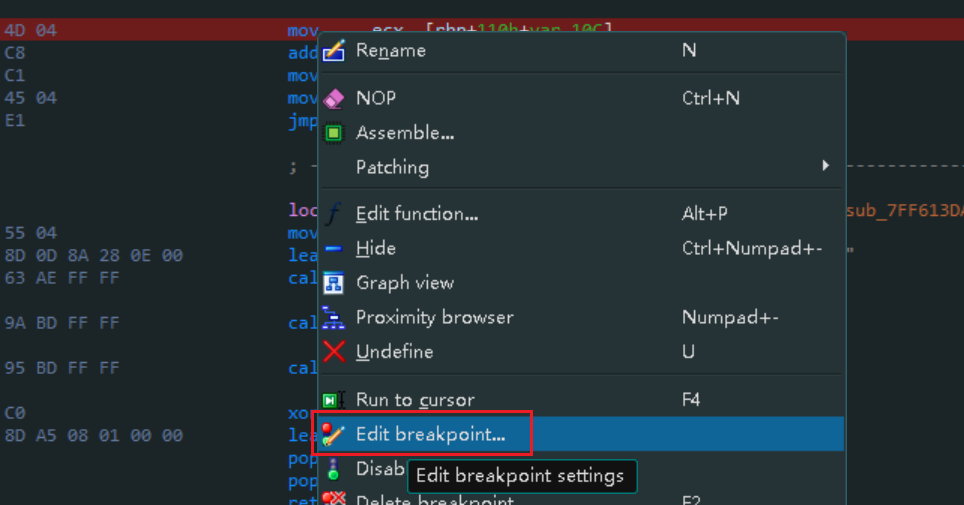 4D 04 mov ecx, [rbp+110h+var_10C]
C8 add
Rename N
C1 mov
45 04 mov
NOP Ctrl+N
E1 jmp
Assemble...
; -
Patching
loc
Edit function... Alt+P
sub_7FF613DA
55 04 mov
Hide Ctrl+Numpad+-
"
8D 0D 8A 28 0E 00 lea
63 AE FF FF cal
Graph view
9A BD FF FF cal
Proximity browser Numpad+-
Undefine U
95 BD FF FF cal
Run to cursor F4
C0 xo
8D A5 08 01 00 00 lea
Edit breakpoint...
pop
Disab
Edit breakpoint settings
pop
ret
Delete breakpoint F2